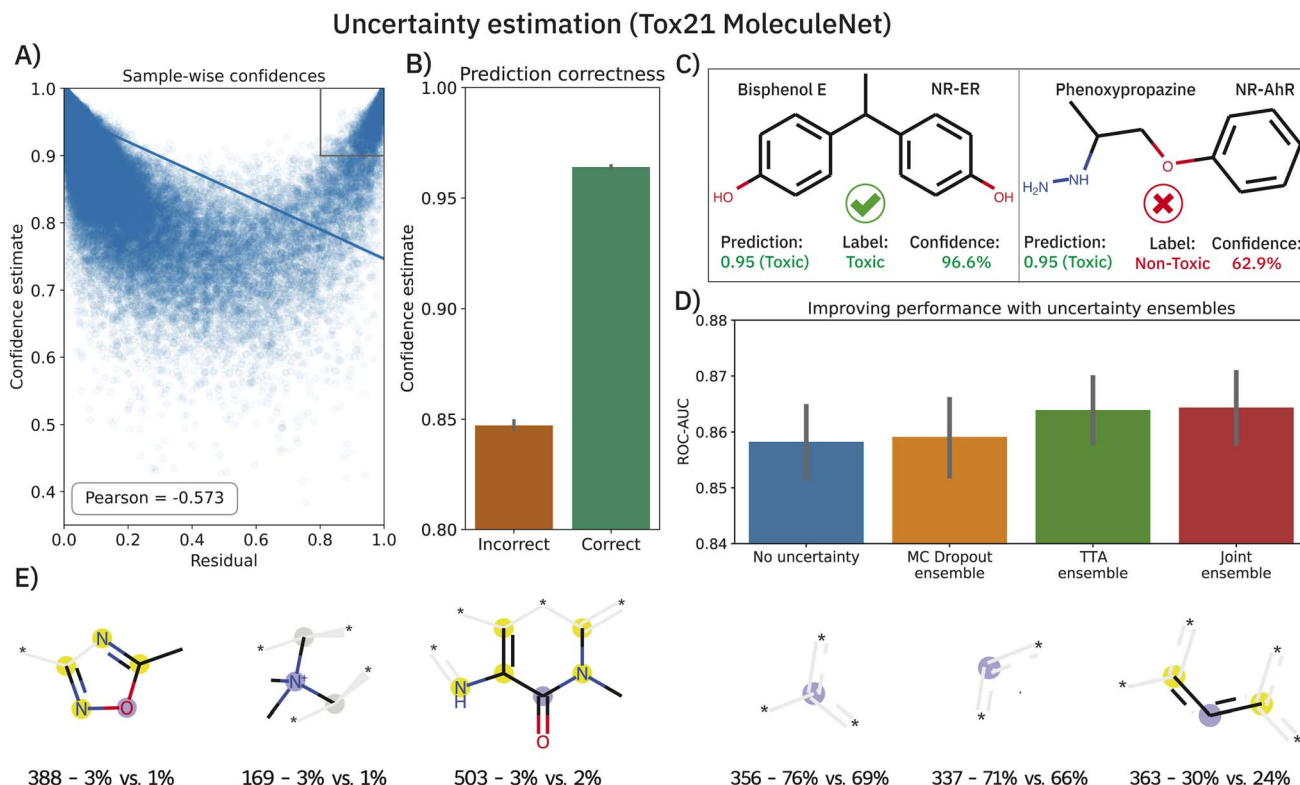 Uncertainty estimation (Tox21 MoleculeNet)
A)
Sample-wise confidences
1.0
0.9
0.8
0.7
0.6
0.5
0.4
Confidence estimate
Pearson = -0.573
0.0 0.2 0.4 0.6 0.8 1.0
Residual
B)
Prediction correctness
1.00
0.95
0.90
0.85
0.80
Confidence estimate
Incorrect Correct
C)
Bisphenol E NR-ER
HO OH
Prediction: Label: Confidence:
0.95 (Toxic) Toxic 96.6%
Phenoxypropazine NR-AhR
H₂N NH O
Prediction: Label: Confidence:
0.95 (Toxic) Non-Toxic 62.9%
D)
Improving performance with uncertainty ensembles
0.88
0.87
0.86
0.85
0.84
ROC-AUC
No uncertainty MC Dropout TTA Joint
ensemble ensemble ensemble
E)
* N N O
* * N⁺ * *
* * * * N H N O
* * *
* *
* * * *
388 – 3% vs. 1% 169 – 3% vs. 1% 503 – 3% vs. 2% 356 – 76% vs. 69% 337 – 71% vs. 66% 363 – 30% vs. 24%